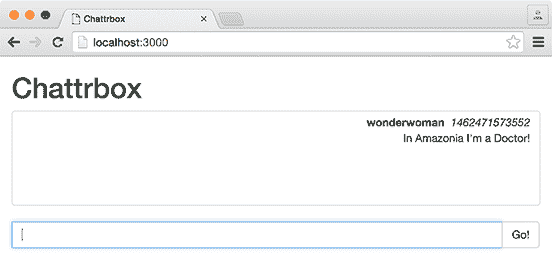 Chattrbox
localhost:3000
Chattrbox
wonderwoman 1462471573552
In Amazonia I'm a Doctor!
Go!